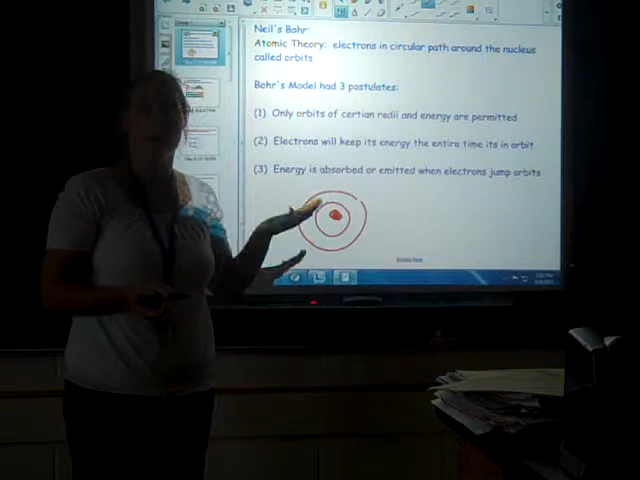 Neil's Bohr:
Atomic Theory: electrons in circular path around the nucleus
called orbits
Bohr's Model had 3 postulates:
(1) Only orbits of certian radii and energy are permitted
(2) Electrons will keep its energy the entire time its in orbit
(3) Energy is absorbed or emitted when electrons jump orbits